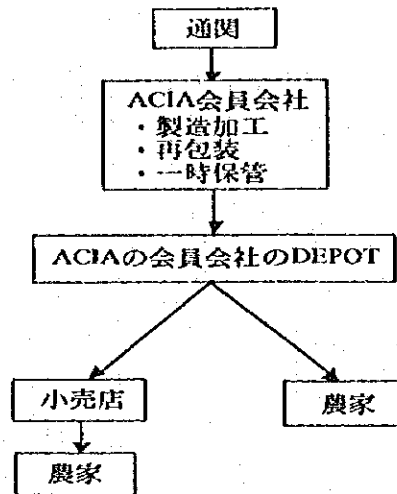 通関
ACIA会員会社
・製造加工
・再包装
・一時保管
ACIAの会員会社のDEPOT
小売店
農家
農家